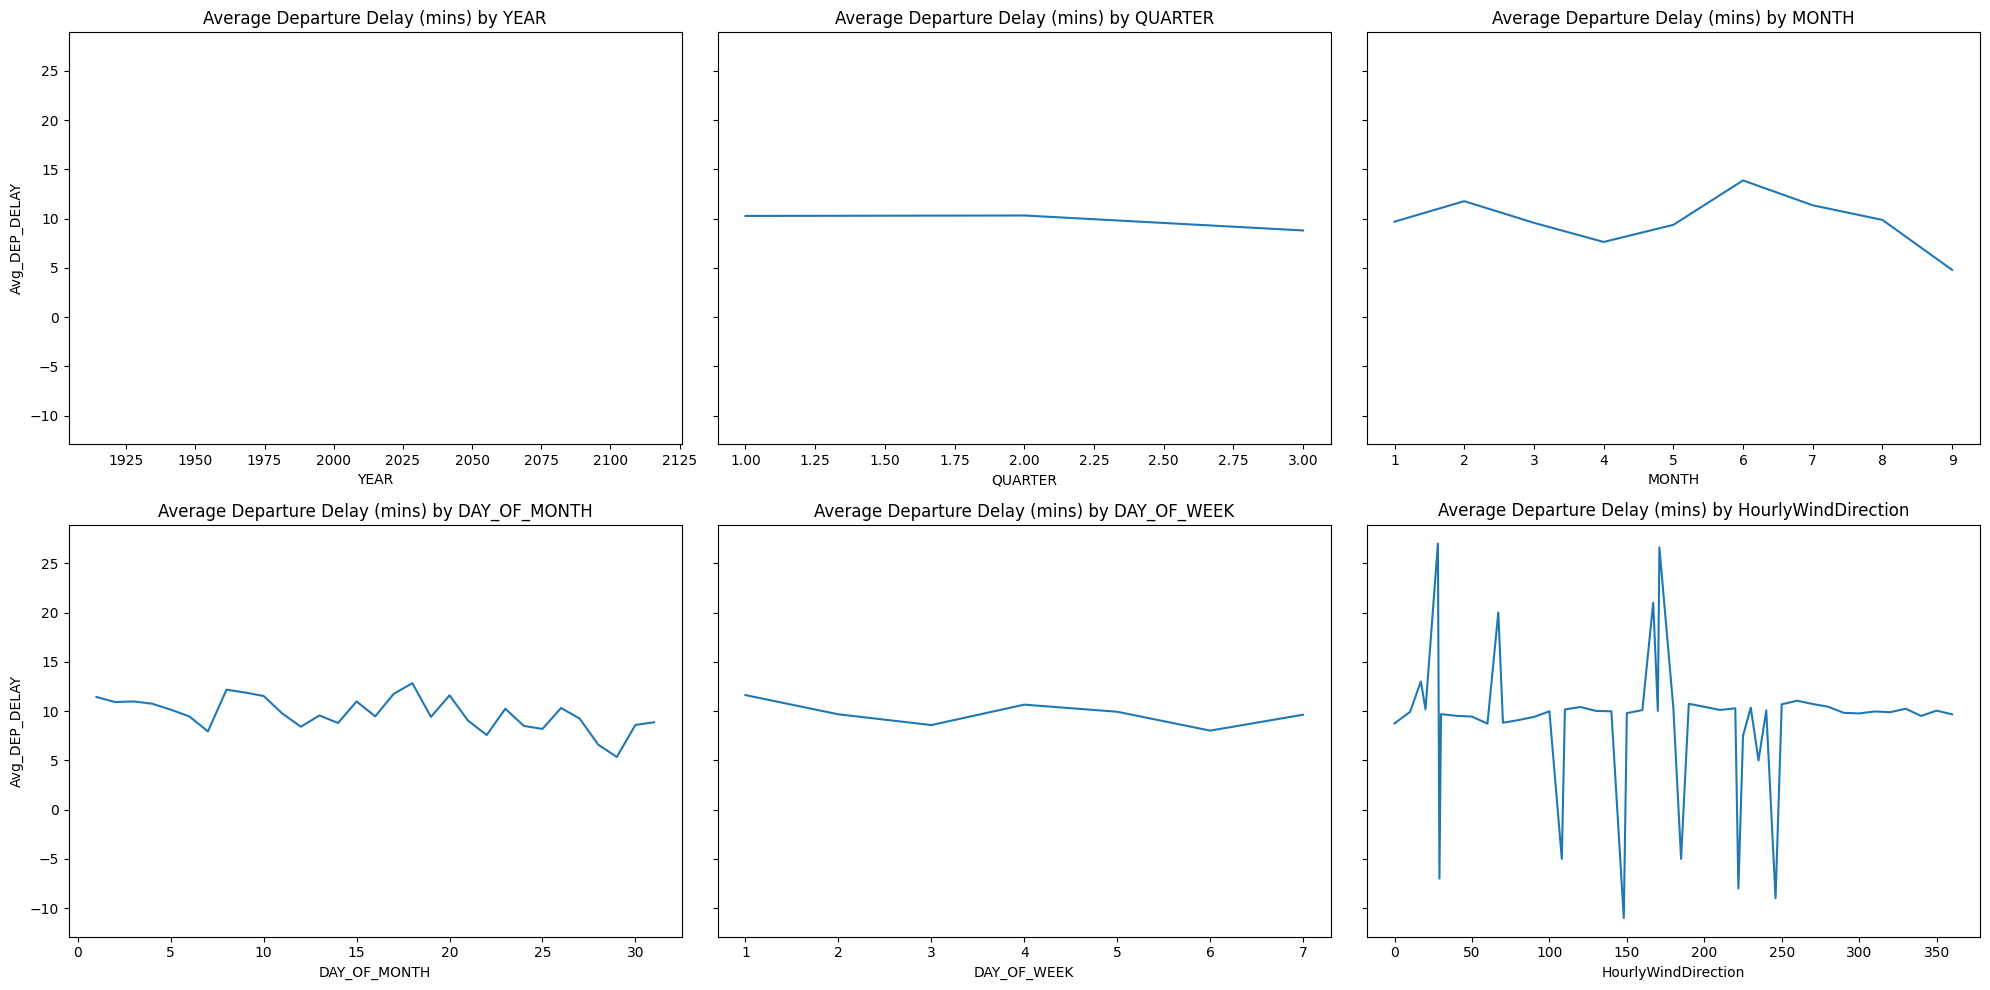 Average Departure Delay (mins) by YEAR
Avg_DEP_DELAY
25
20
15
10
5
0
−5
−10
1925 1950 1975 2000 2025 2050 2075 2100 2125
YEAR
Average Departure Delay (mins) by QUARTER
1.00 1.25 1.50 1.75 2.00 2.25 2.50 2.75 3.00
QUARTER
Average Departure Delay (mins) by MONTH
1 2 3 4 5 6 7 8 9
MONTH
Average Departure Delay (mins) by DAY_OF_MONTH
Avg_DEP_DELAY
25
20
15
10
5
0
−5
−10
0 5 10 15 20 25 30
DAY_OF_MONTH
Average Departure Delay (mins) by DAY_OF_WEEK
1 2 3 4 5 6 7
DAY_OF_WEEK
Average Departure Delay (mins) by HourlyWindDirection
0 50 100 150 200 250 300 350
HourlyWindDirection